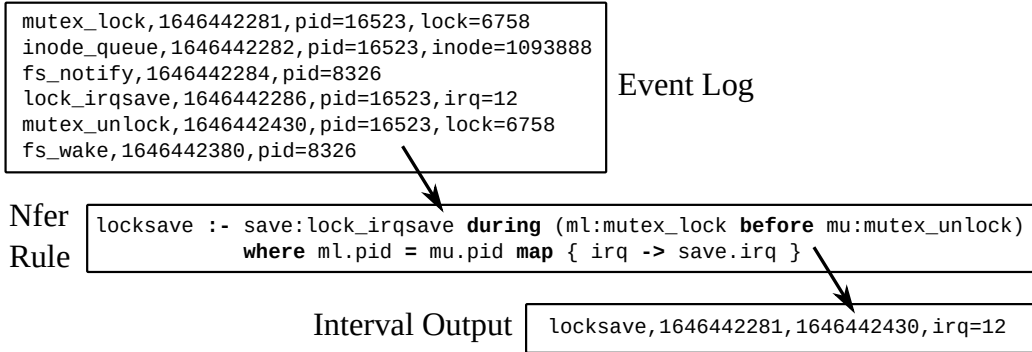 mutex_lock,1646442281,pid=16523,lock=6758
inode_queue,1646442282,pid=16523,inode=1093888
fs_notify,1646442284,pid=8326
lock_irqsave,1646442286,pid=16523,irq=12
mutex_unlock,1646442430,pid=16523,lock=6758
fs_wake,1646442380,pid=8326
Event Log
Nfer
Rule
locksave :- save:lock_irqsave during (ml:mutex_lock before mu:mutex_unlock)
where ml.pid = mu.pid map { irq -> save.irq }
Interval Output
locksave,1646442281,1646442430,irq=12